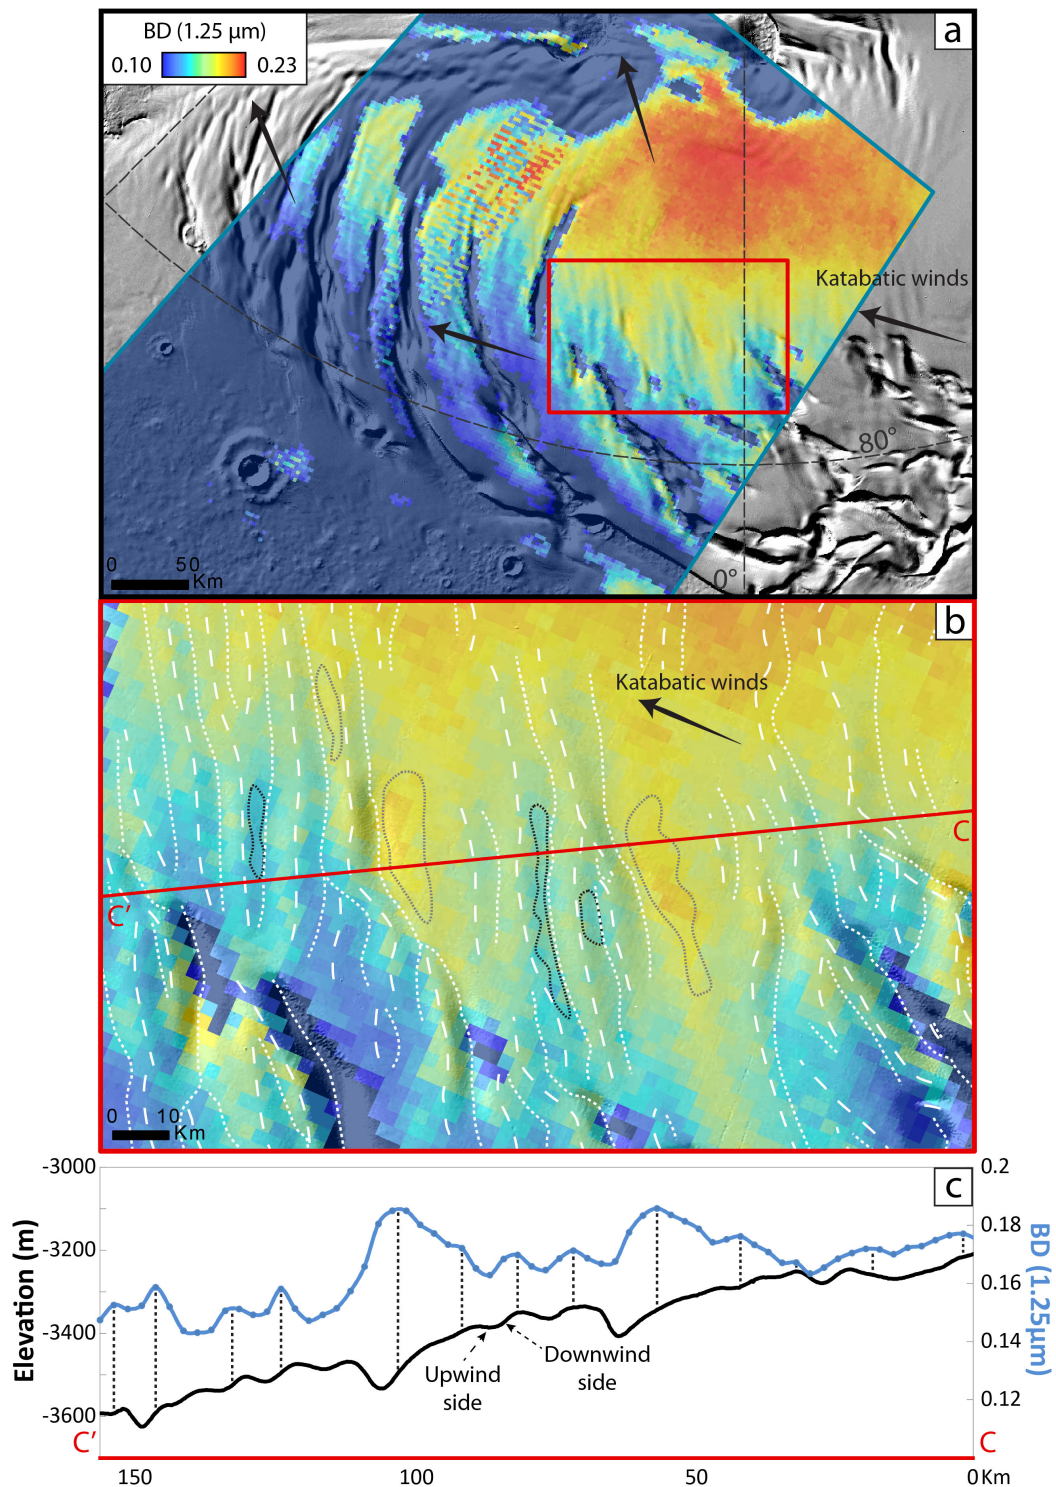 BD (1.25 µm)
0.10 0.23
a
Katabatic winds
80°
0°
0 50
Km
b
Katabatic winds
C
C'
0 10
Km
c
-3000
-3200
-3400
-3600
Elevation (m)
0.2
0.18
0.16
0.14
0.12
BD (1.25µm)
Upwind
side
Downwind
side
C'
C
150 100 50 0 Km